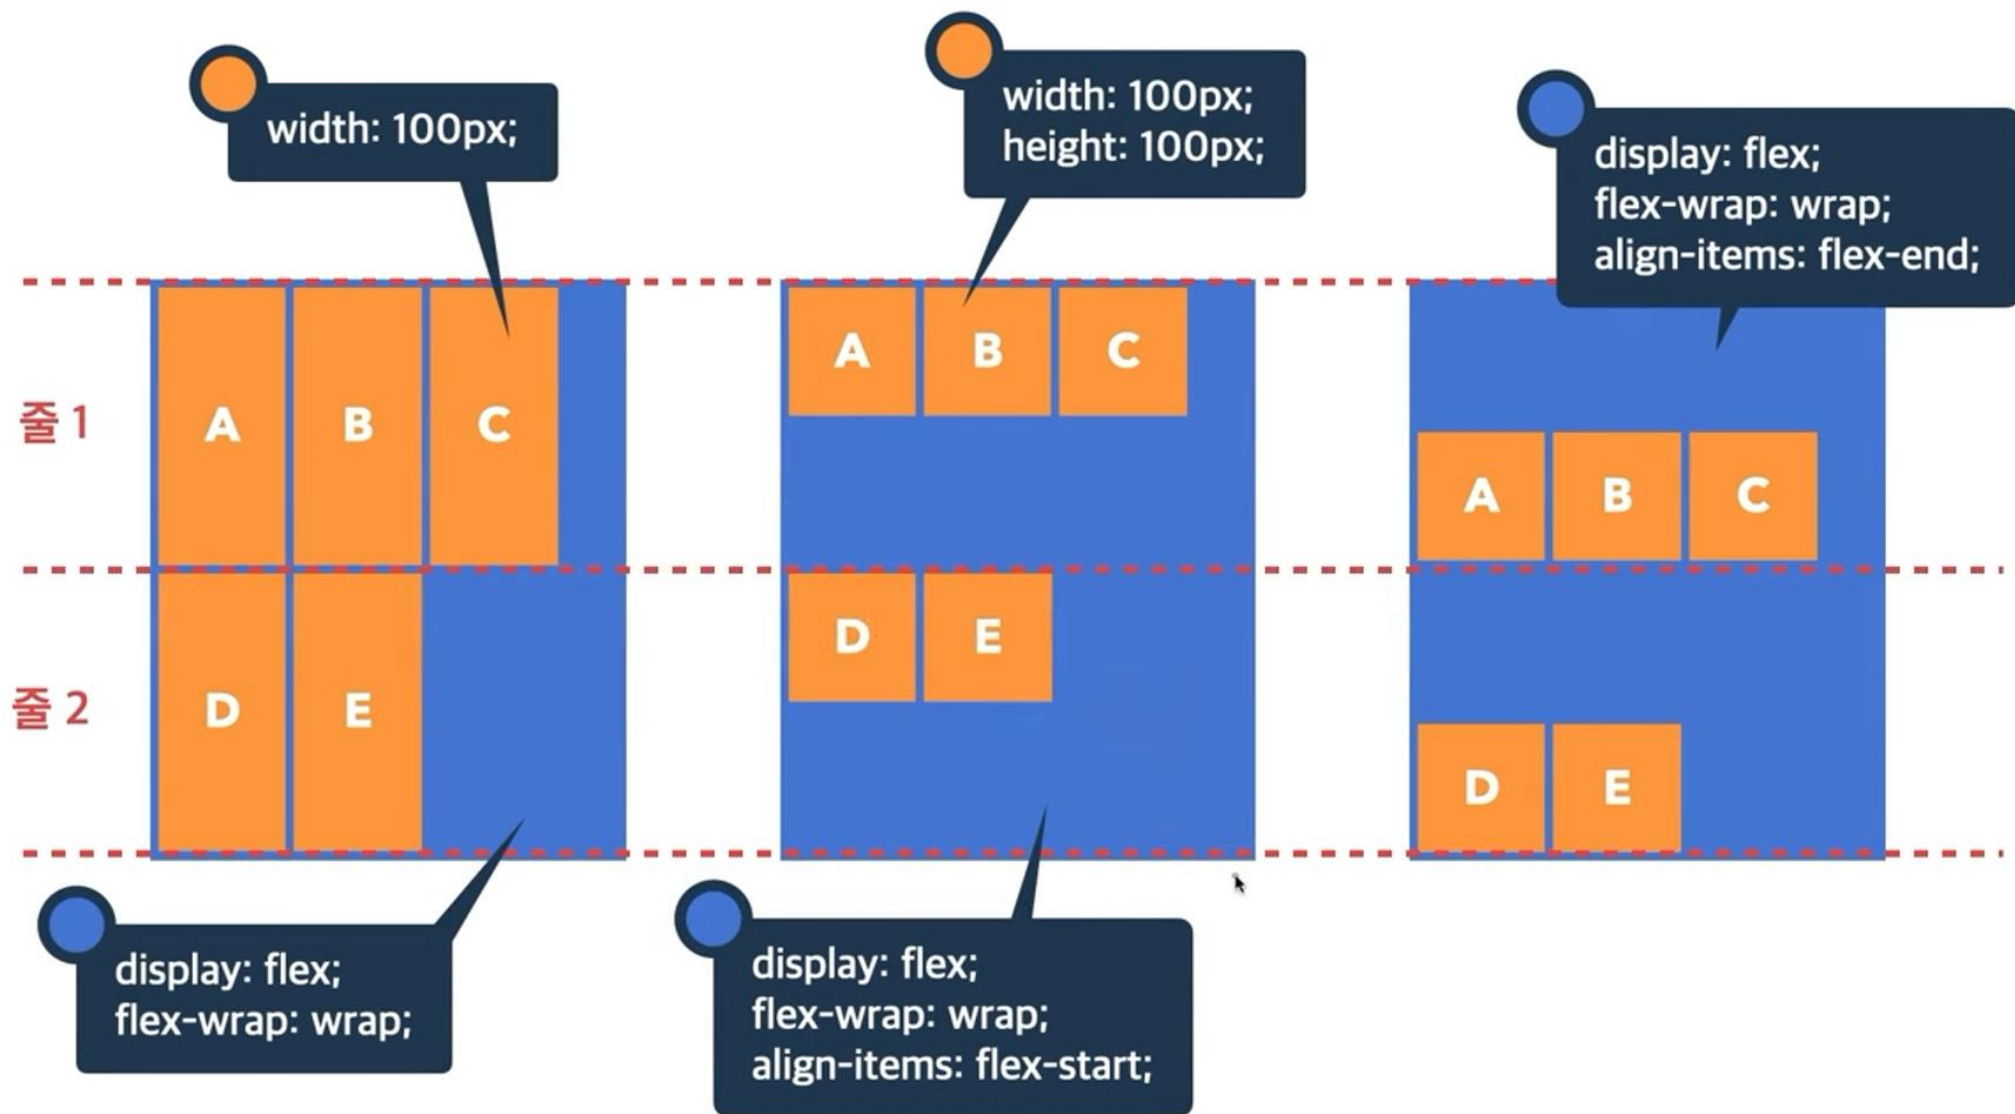 width: 100px;
width: 100px;
height: 100px;
display: flex;
flex-wrap: wrap;
align-items: flex-end;
줄 1
A B C
D E
줄 2
A B C
D E
A B C
D E
display: flex;
flex-wrap: wrap;
display: flex;
flex-wrap: wrap;
align-items: flex-start;